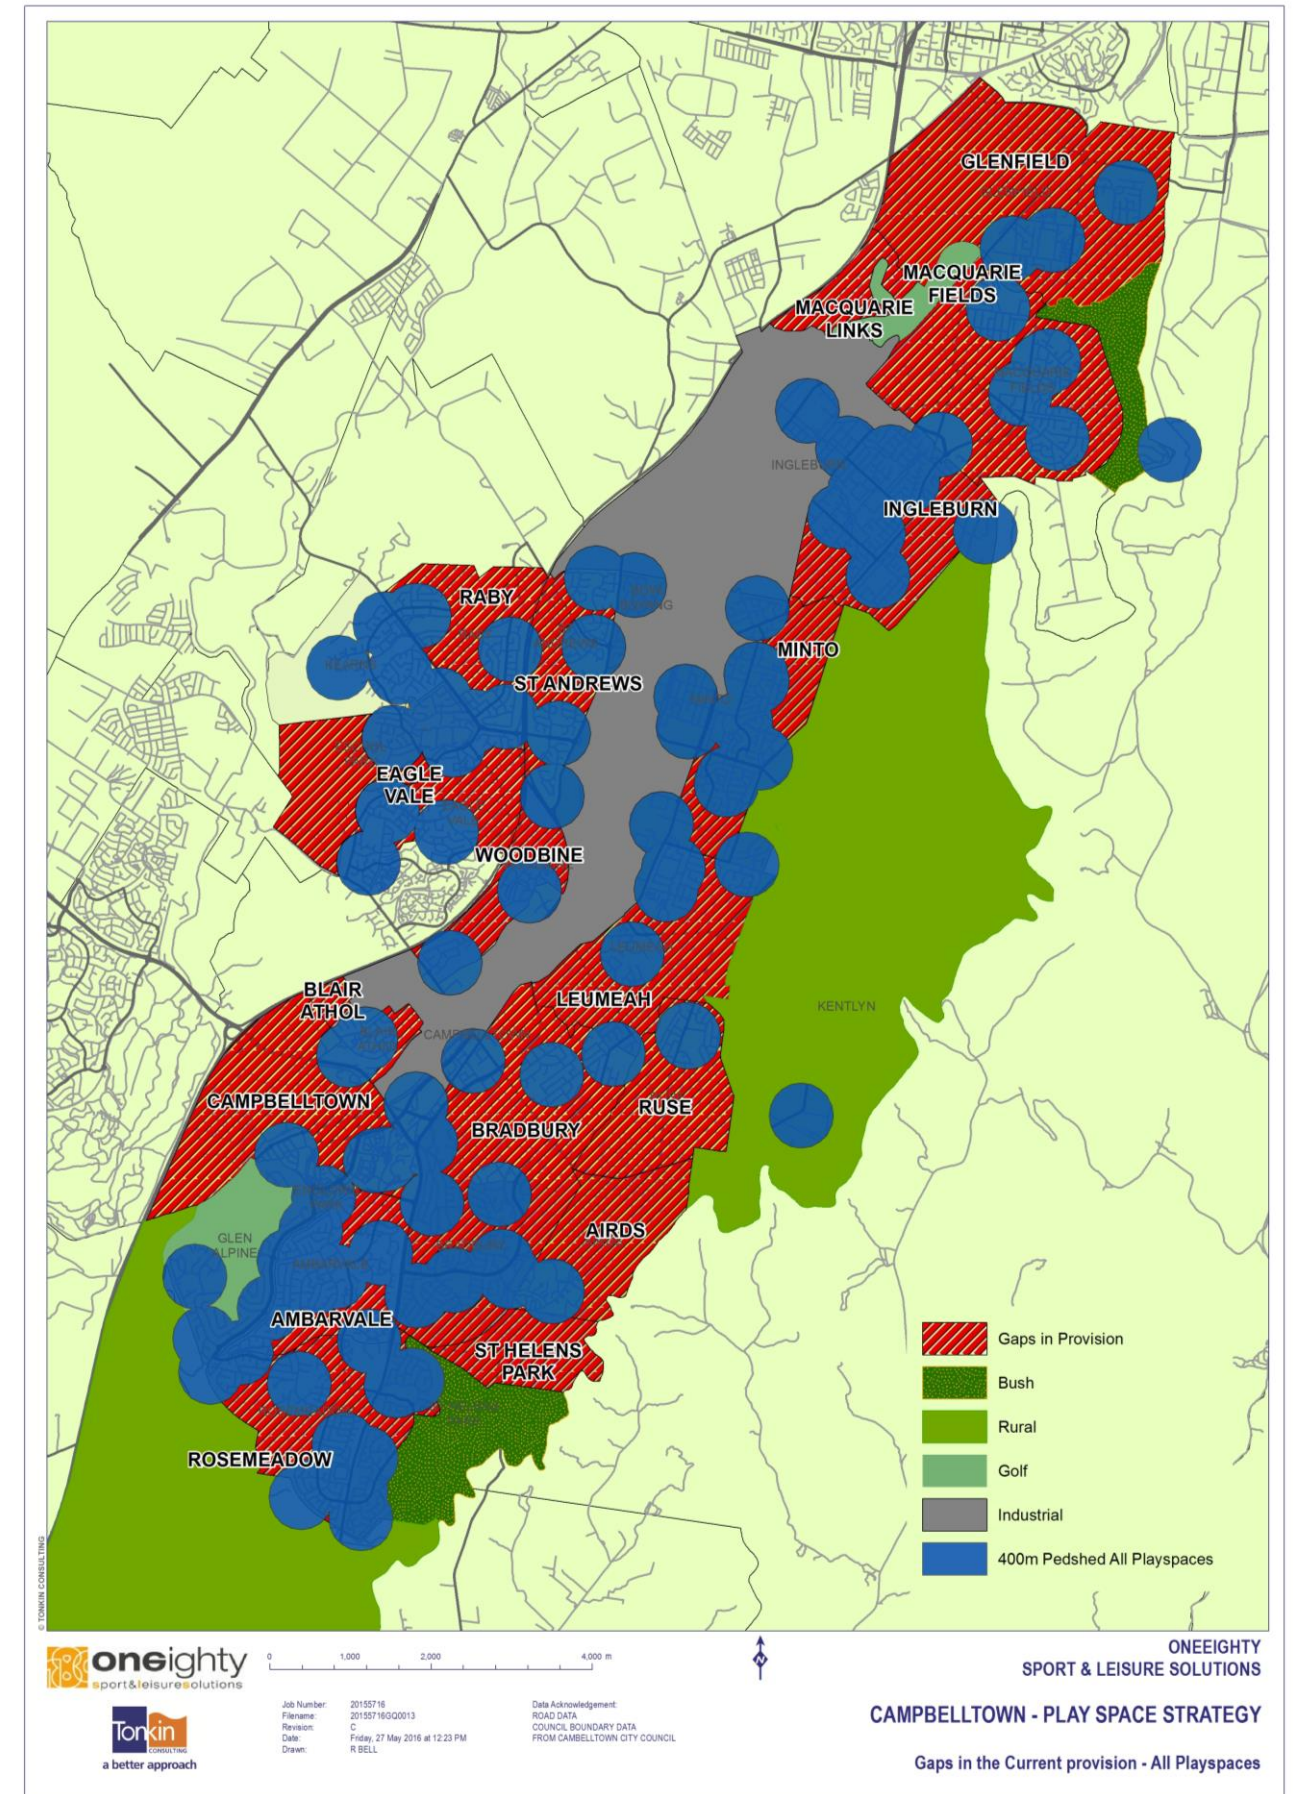 GLENFIELD
MACQUARIE
FIELDS
MACQUARIE
LINKS
INGLEBURN
INGLEBURN
RABY
MINTO
ST ANDREWS
EAGLE
VALE
WOODBINE
BLAIR
ATHOL
LEUMEAH
KENTLYN
CAMPBELLTOWN
RUSE
BRADBURY
AIRDS
GLEN
ALPINE
AMBARVALE
ST HELENS
PARK
ROSEMEADOW
Gaps in Provision
Bush
Rural
Golf
Industrial
400m Pedshed All Playspaces
© TONKIN CONSULTING
oneighty
sport&leisuresolutions
Tonkin
CONSULTING
a better approach
0 1,000 2,000 4,000 m
N
Job Number: 20155716
Filename: 20155716GQ0013
Revision: C
Date: Friday, 27 May 2016 at 12:23 PM
Drawn: R BELL
Data Acknowledgement:
ROAD DATA
COUNCIL BOUNDARY DATA
FROM CAMBELLTOWN CITY COUNCIL
ONEEIGHTY
SPORT & LEISURE SOLUTIONS
CAMPBELLTOWN - PLAY SPACE STRATEGY
Gaps in the Current provision - All Playspaces